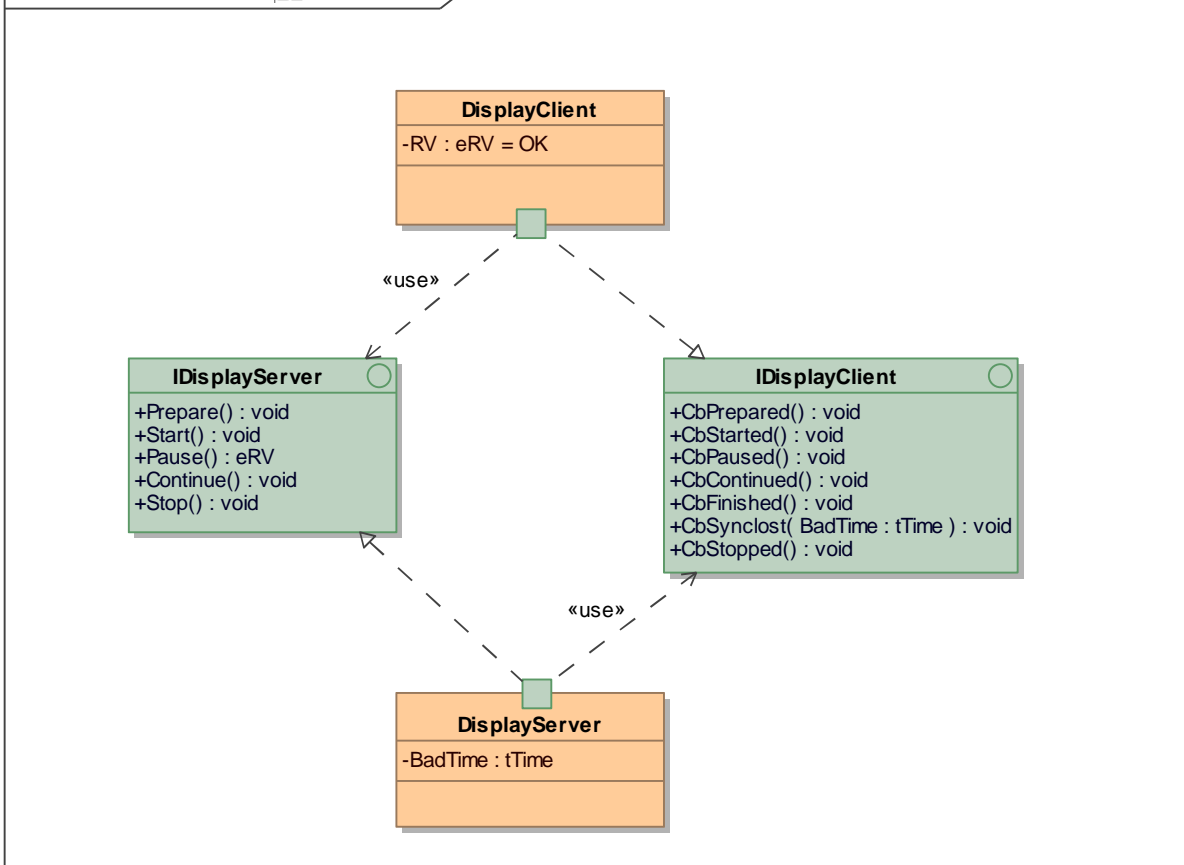 DisplayClient
-RV : eRV = OK
«use»
IDisplayServer
+Prepare() : void
+Start() : void
+Pause() : eRV
+Continue() : void
+Stop() : void
IDisplayClient
+CbPrepared() : void
+CbStarted() : void
+CbPaused() : void
+CbContinued() : void
+CbFinished() : void
+CbSynclost( BadTime : tTime ) : void
+CbStopped() : void
«use»
DisplayServer
-BadTime : tTime